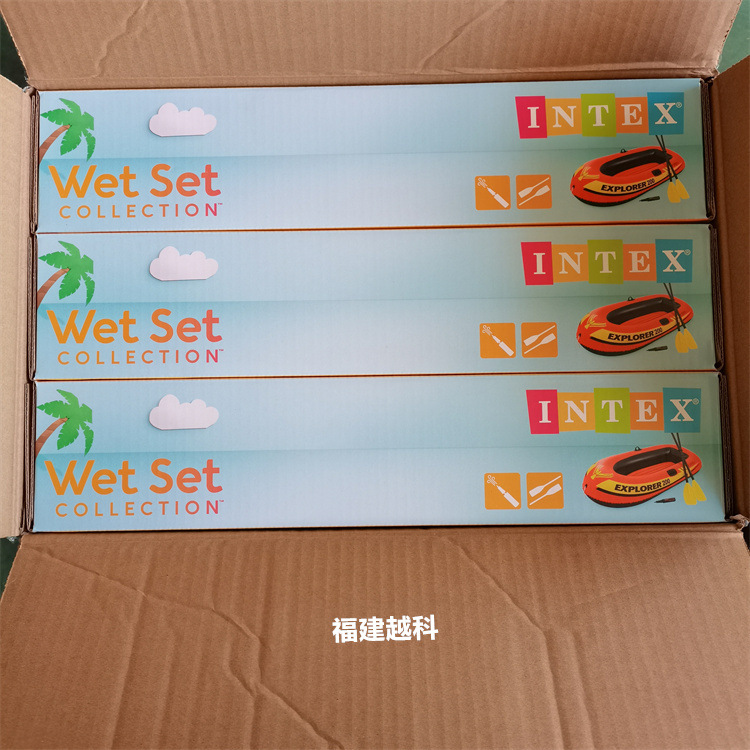 INTEX®
Wet Set
COLLECTION™
EXPLORER 200
INTEX®
Wet Set
COLLECTION™
EXPLORER 200
INTEX®
Wet Set
COLLECTION™
EXPLORER 200
福建越科